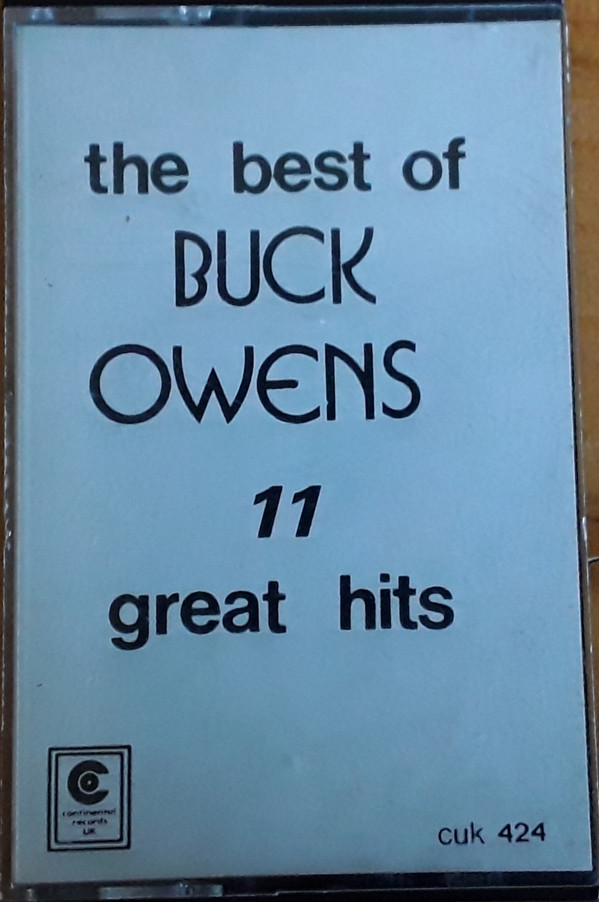 the best of
BUCK
OWENS
11
great hits
continental
records
UK
cuk 424